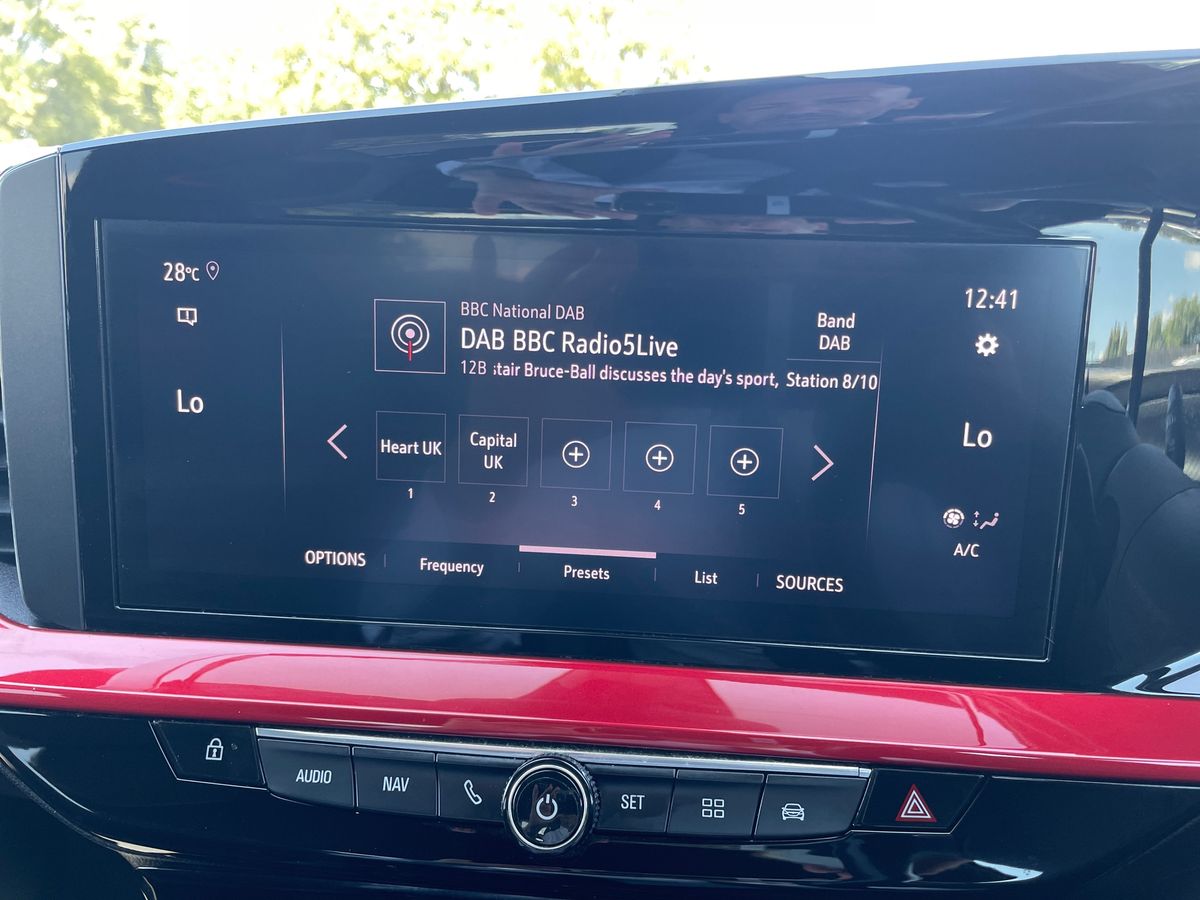 28°C
12:41
BBC National DAB
DAB BBC Radio5Live
12B stair Bruce-Ball discusses the day's sport, Station 8/10
Band
DAB
Lo
Lo
Heart UK
Capital
UK
1
2
3
4
5
A/C
OPTIONS
Frequency
Presets
List
SOURCES
AUDIO
NAV
SET